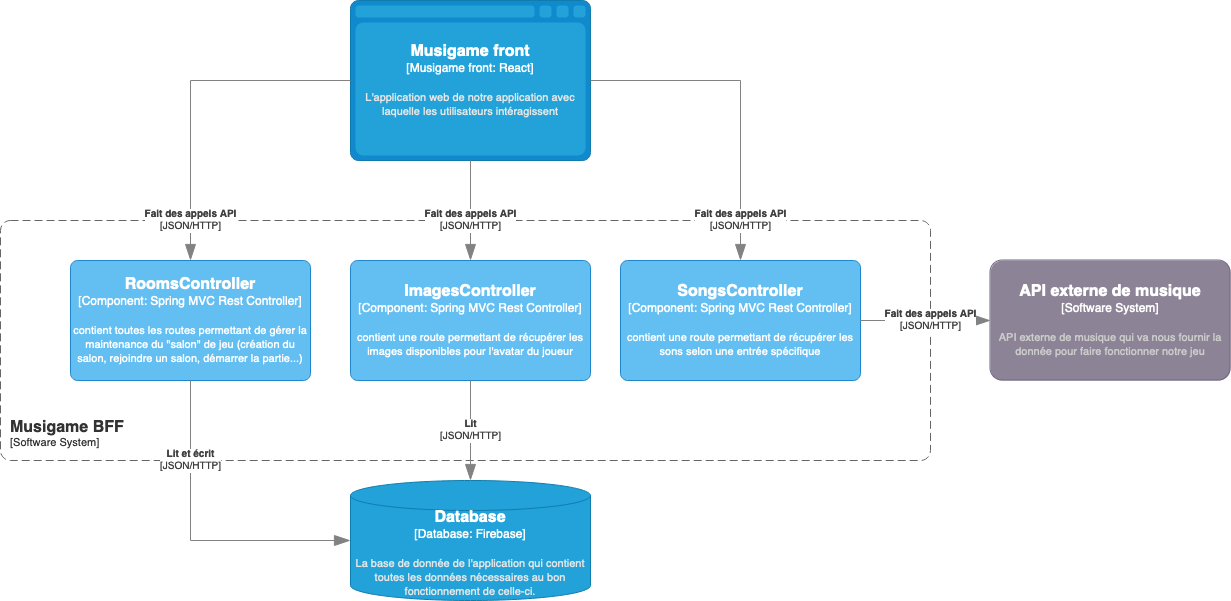 Musigame front
[Musigame front: React]
L'application web de notre application avec
laquelle les utilisateurs intéragissent
Fait des appels API
[JSON/HTTP]
Fait des appels API
[JSON/HTTP]
Fait des appels API
[JSON/HTTP]
RoomsController
[Component: Spring MVC Rest Controller]
contient toutes les routes permettant de gérer la
maintenance du "salon" de jeu (création du
salon, rejoindre un salon, démarrer la partie...)
ImagesController
[Component: Spring MVC Rest Controller]
contient une route permettant de récupérer les
images disponibles pour l'avatar du joueur
SongsController
[Component: Spring MVC Rest Controller]
contient une route permettant de récupérer les
sons selon une entrée spécifique
Fait des appels API
[JSON/HTTP]
API externe de musique
[Software System]
API externe de musique qui va nous fournir la
donnée pour faire fonctionner notre jeu
Musigame BFF
[Software System]
Lit et écrit
[JSON/HTTP]
Lit
[JSON/HTTP]
Database
[Database: Firebase]
La base de donnée de l'application qui contient
toutes les données nécessaires au bon
fonctionnement de celle-ci.